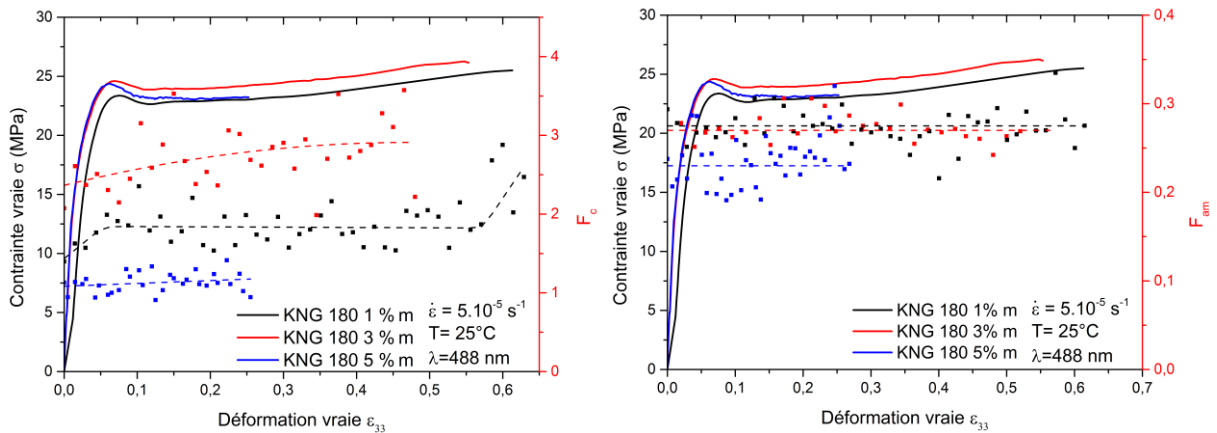 30
25
20
15
10
5
0
Contrainte vraie σ (MPa)
0,0 0,1 0,2 0,3 0,4 0,5 0,6
Déformation vraie ε₃₃
4
3
2
1
0
F_c
KNG 180 1 % m
KNG 180 3 % m
KNG 180 5 % m
ε̇ = 5.10⁻⁵ s⁻¹
T= 25°C
λ=488 nm
30
25
20
15
10
5
0
Contrainte vraie σ (MPa)
0,0 0,1 0,2 0,3 0,4 0,5 0,6 0,7
Déformation vraie ε₃₃
0,4
0,3
0,2
0,1
0,0
F_am
KNG 180 1% m
KNG 180 3% m
KNG 180 5% m
ε̇ = 5.10⁻⁵ s⁻¹
T= 25°C
λ=488 nm